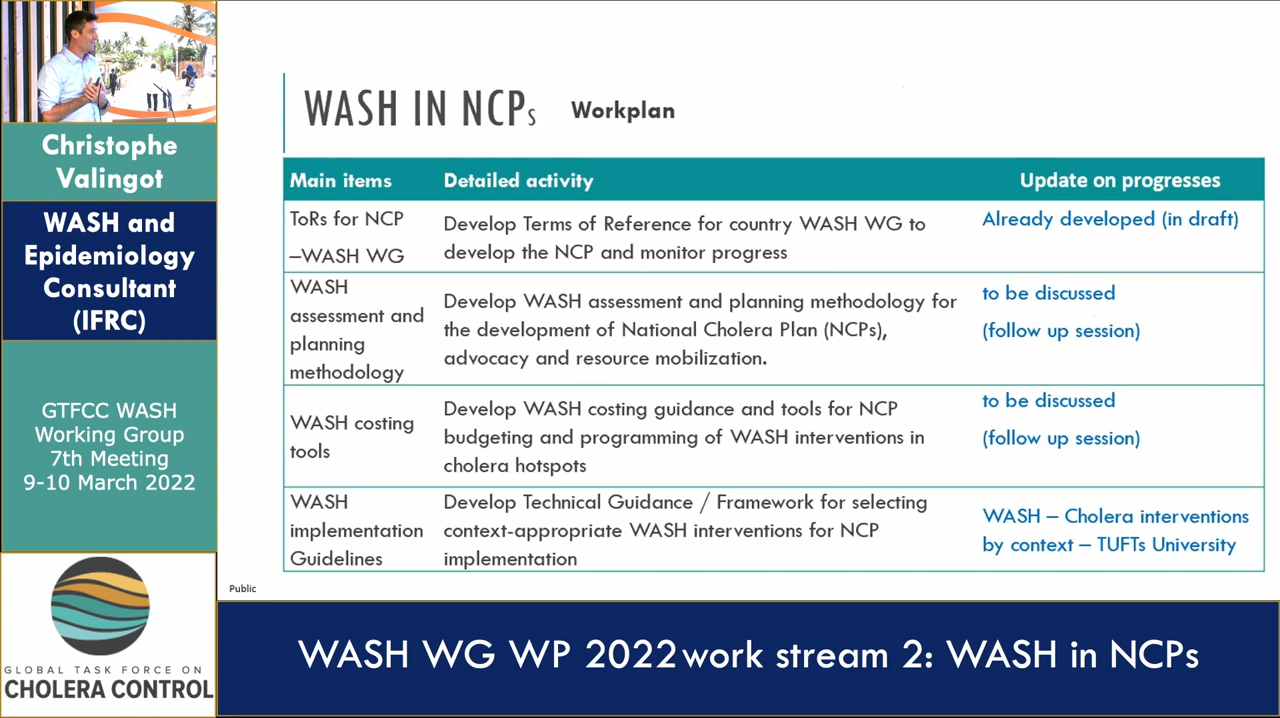 Christophe
Valingot
WASH and
Epidemiology
Consultant
(IFRC)
GTFCC WASH
Working Group
7th Meeting
9-10 March 2022
GLOBAL TASK FORCE ON
CHOLERA CONTROL
WASH IN NCPs Workplan
Main items Detailed activity Update on progresses
ToRs for NCP
–WASH WG
Develop Terms of Reference for country WASH WG to
develop the NCP and monitor progress
Already developed (in draft)
WASH
assessment and
planning
methodology
Develop WASH assessment and planning methodology for
the development of National Cholera Plan (NCPs),
advocacy and resource mobilization.
to be discussed
(follow up session)
WASH costing
tools
Develop WASH costing guidance and tools for NCP
budgeting and programming of WASH interventions in
cholera hotspots
to be discussed
(follow up session)
WASH
implementation
Guidelines
Develop Technical Guidance / Framework for selecting
context-appropriate WASH interventions for NCP
implementation
WASH – Cholera interventions
by context – TUFTs University
Public
WASH WG WP 2022 work stream 2: WASH in NCPs